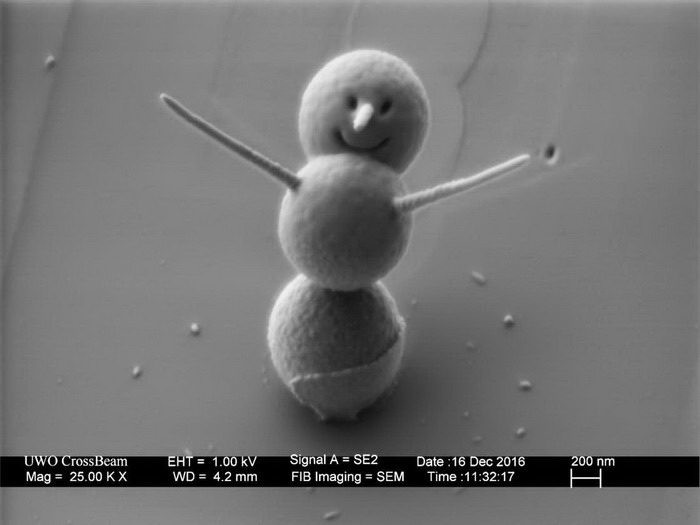 UWO CrossBeam EHT = 1.00 kV Signal A = SE2 Date :16 Dec 2016 200 nm
Mag = 25.00 K X WD = 4.2 mm FIB Imaging = SEM Time :11:32:17